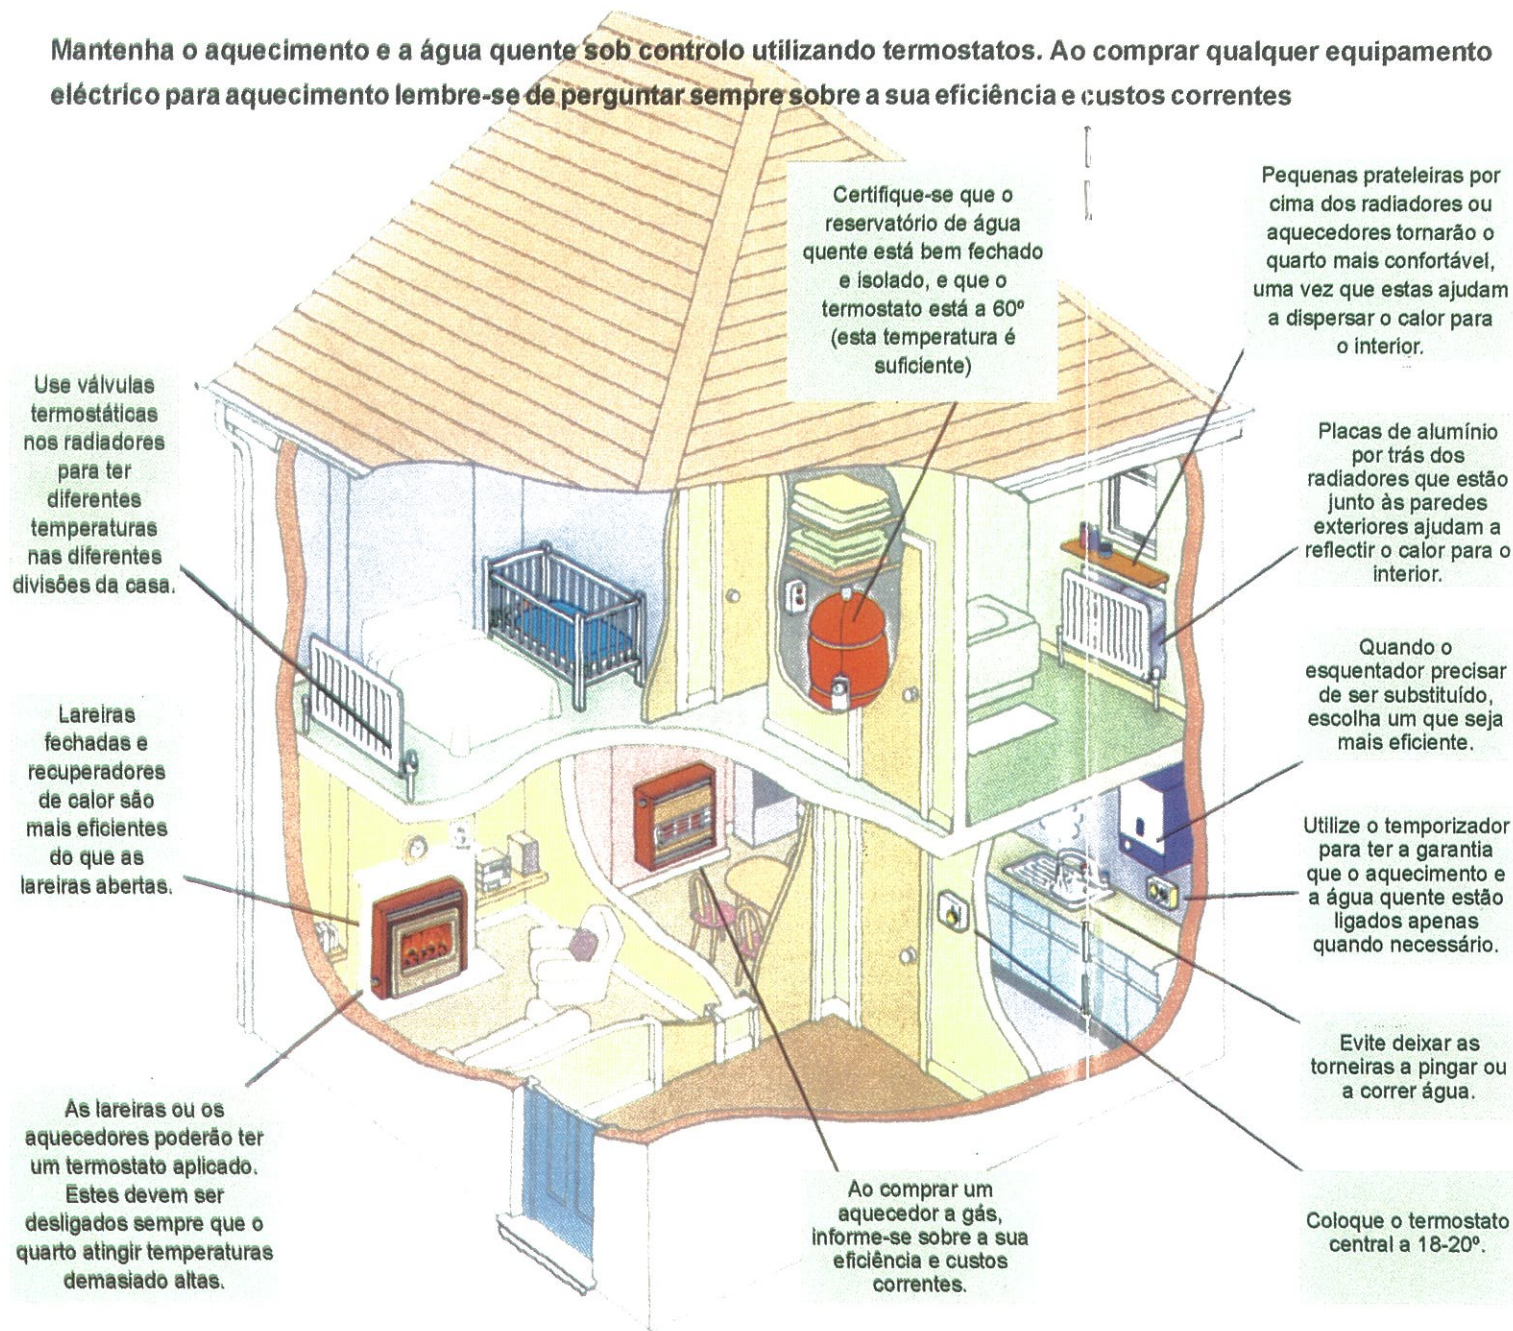 Mantenha o aquecimento e a água quente sob controlo utilizando termostatos. Ao comprar qualquer equipamento
eléctrico para aquecimento lembre-se de perguntar sempre sobre a sua eficiência e custos correntes
Certifique-se que o
reservatório de água
quente está bem fechado
e isolado, e que o
termostato está a 60º
(esta temperatura é
suficiente)
Pequenas prateleiras por
cima dos radiadores ou
aquecedores tornarão o
quarto mais confortável,
uma vez que estas ajudam
a dispersar o calor para
o interior.
Use válvulas
termostáticas
nos radiadores
para ter
diferentes
temperaturas
nas diferentes
divisões da casa.
Placas de alumínio
por trás dos
radiadores que estão
junto às paredes
exteriores ajudam a
reflectir o calor para o
interior.
Quando o
esquentador precisar
de ser substituído,
escolha um que seja
mais eficiente.
Lareiras
fechadas e
recuperadores
de calor são
mais eficientes
do que as
lareiras abertas.
Utilize o temporizador
para ter a garantia
que o aquecimento e
a água quente estão
ligados apenas
quando necessário.
Evite deixar as
torneiras a pingar ou
a correr água.
As lareiras ou os
aquecedores poderão ter
um termostato aplicado.
Estes devem ser
desligados sempre que o
quarto atingir temperaturas
demasiado altas.
Ao comprar um
aquecedor a gás,
informe-se sobre a sua
eficiência e custos
correntes.
Coloque o termostato
central a 18-20º.